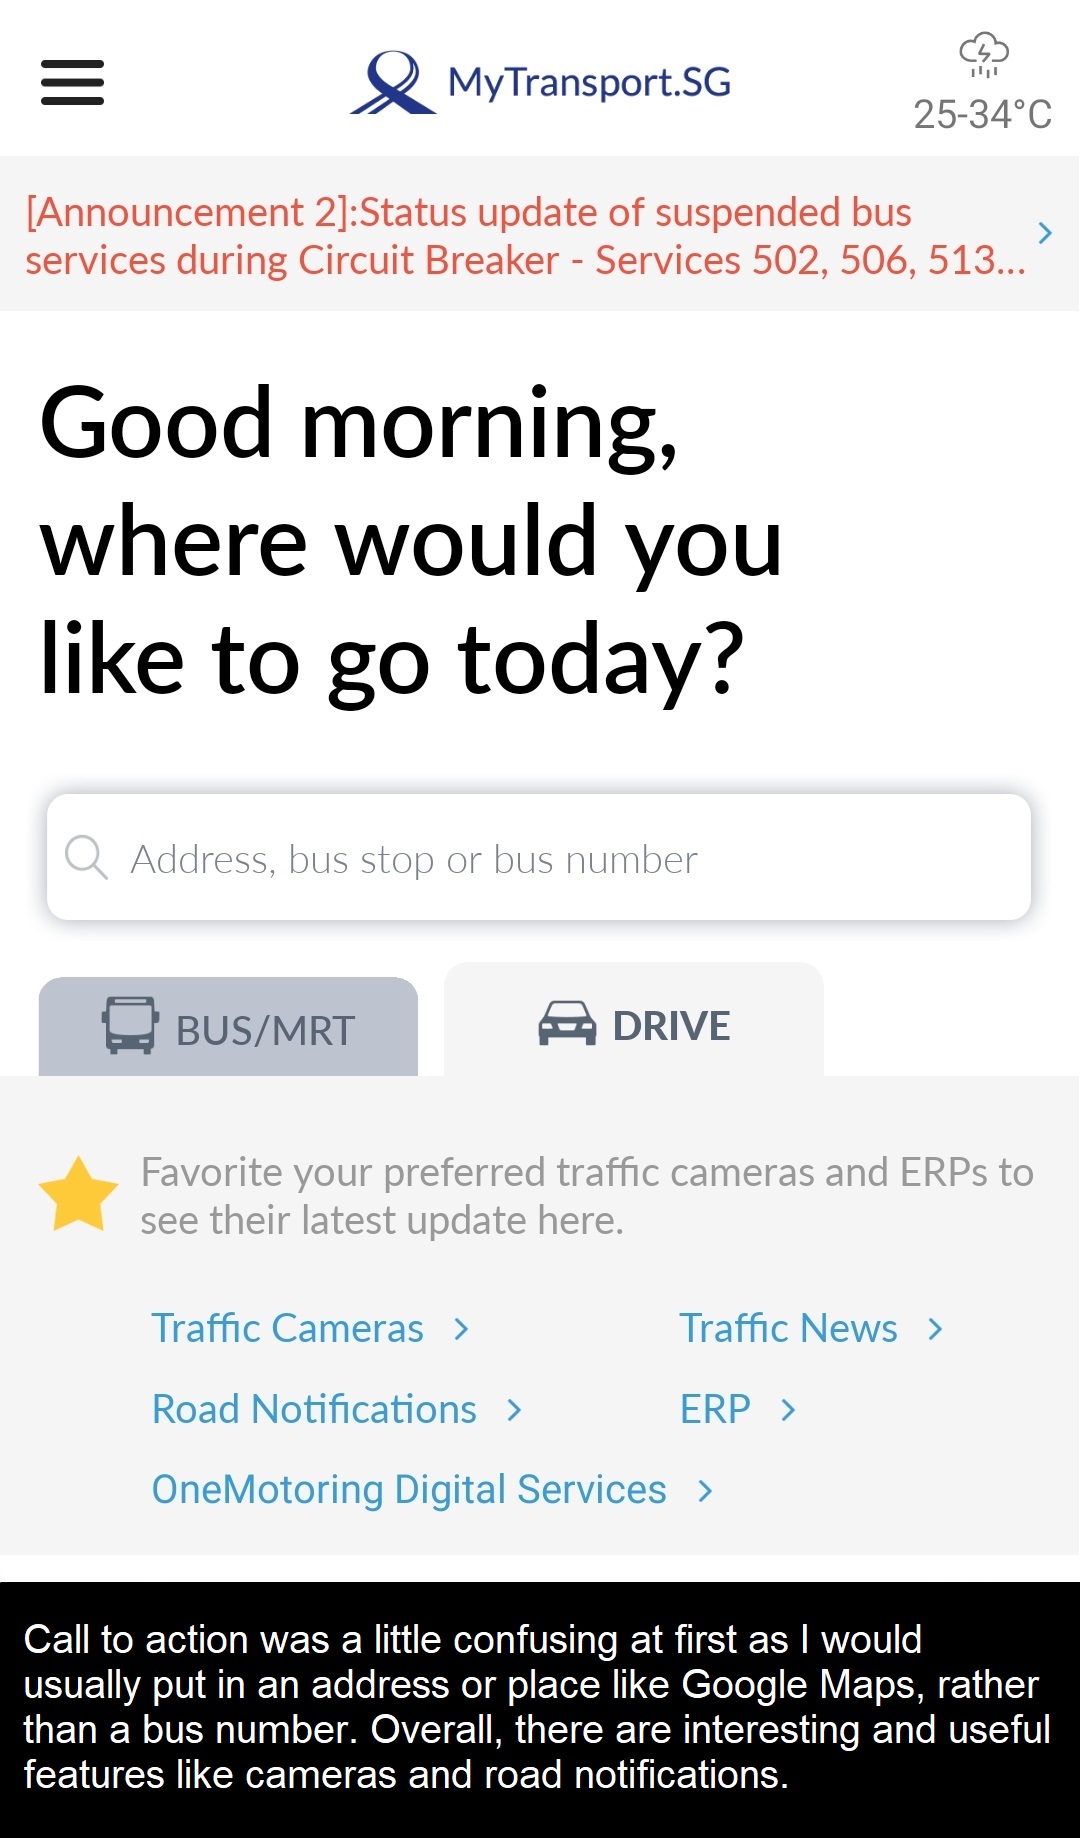 MyTransport.SG
25-34°C
[Announcement 2]:Status update of suspended bus
services during Circuit Breaker - Services 502, 506, 513...
Good morning,
where would you
like to go today?
Address, bus stop or bus number
BUS/MRT
DRIVE
Favorite your preferred traffic cameras and ERPs to
see their latest update here.
Traffic Cameras >
Traffic News >
Road Notifications >
ERP >
OneMotoring Digital Services >
Call to action was a little confusing at first as I would
usually put in an address or place like Google Maps, rather
than a bus number. Overall, there are interesting and useful
features like cameras and road notifications.